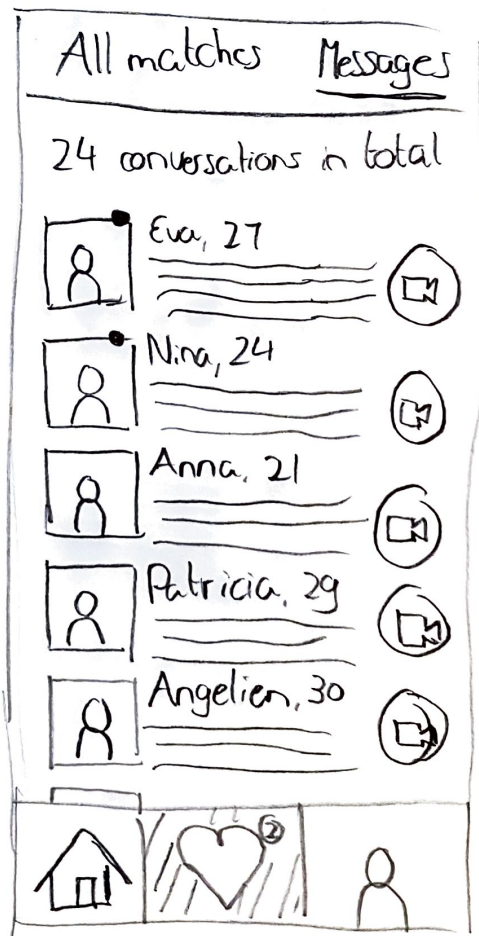 All matches Messages
24 conversations in total
Eva, 27
Nina, 24
Anna, 21
Patricia, 29
Angelien, 30
2